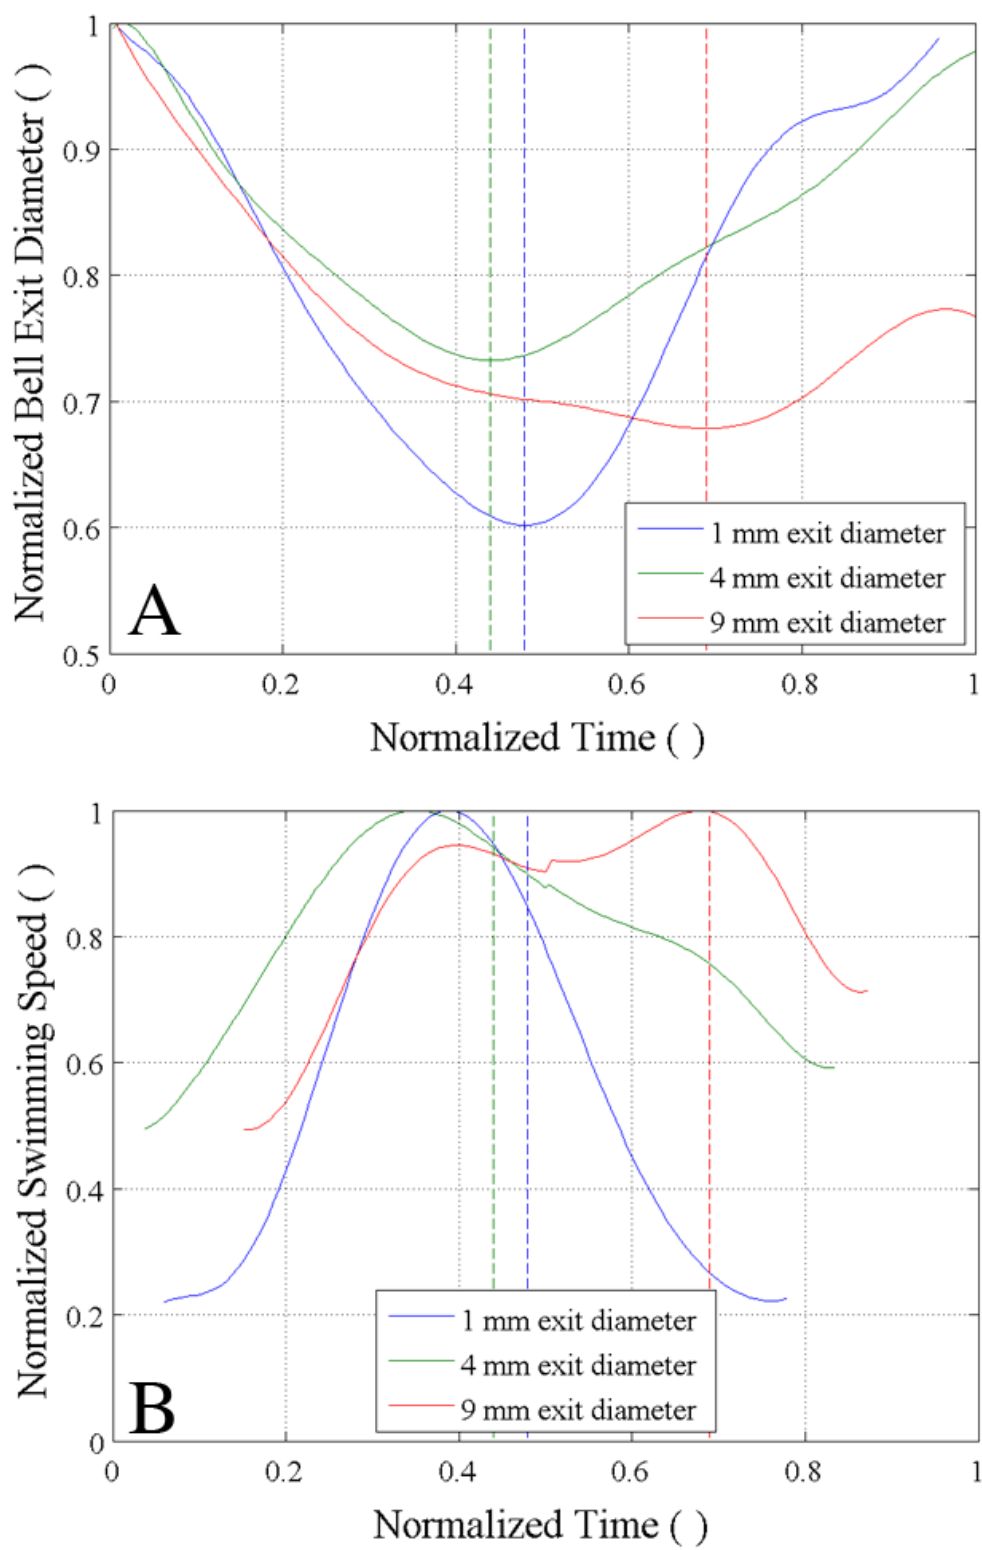 1
0.9
0.8
0.7
0.6
0.5
Normalized Bell Exit Diameter ( )
1 mm exit diameter
4 mm exit diameter
9 mm exit diameter
A
0 0.2 0.4 0.6 0.8 1
Normalized Time ( )
1
0.8
0.6
0.4
0.2
0
Normalized Swimming Speed ( )
1 mm exit diameter
4 mm exit diameter
9 mm exit diameter
B
0 0.2 0.4 0.6 0.8 1
Normalized Time ( )